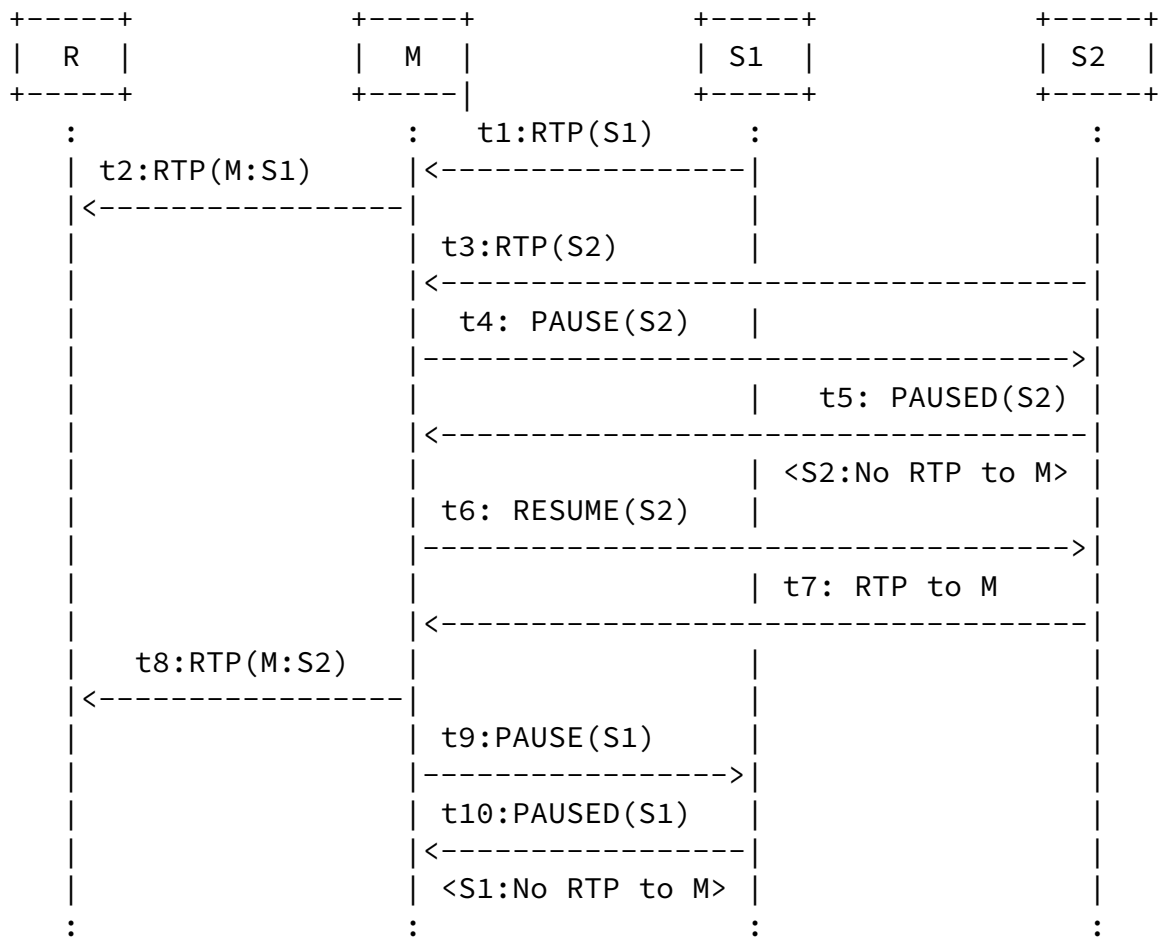 R M S1 S2
t1:RTP(S1)
t2:RTP(M:S1)
t3:RTP(S2)
t4: PAUSE(S2)
t5: PAUSED(S2)
<S2:No RTP to M>
t6: RESUME(S2)
t7: RTP to M
t8:RTP(M:S2)
t9:PAUSE(S1)
t10:PAUSED(S1)
<S1:No RTP to M>